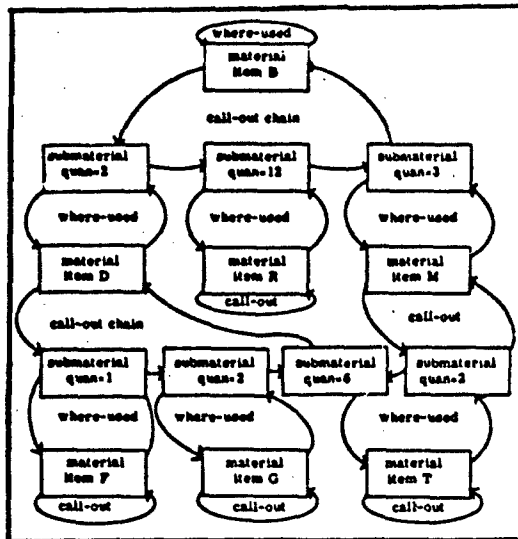 where-used
material
item B
call-out chain
submaterial
quan=2
submaterial
quan=12
submaterial
quan=3
where-used
where-used
where-used
material
item D
material
item R
material
item M
call-out
call-out chain
call-out
submaterial
quan=1
submaterial
quan=2
submaterial
quan=6
submaterial
quan=2
where-used
where-used
where-used
material
item F
material
item G
material
item T
call-out
call-out
call-out